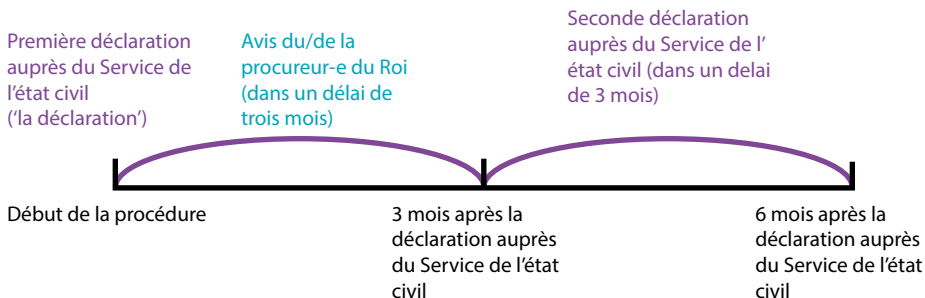 Première déclaration
auprès du Service de
l'état civil
('la déclaration')
Avis du/de la
procureur-e du Roi
(dans un délai de
trois mois)
Seconde déclaration
auprès du Service de l'
état civil (dans un delai
de 3 mois)
Début de la procédure
3 mois après la
déclaration auprès
du Service de l'état
civil
6 mois après la
déclaration auprès
du Service de l'état
civil